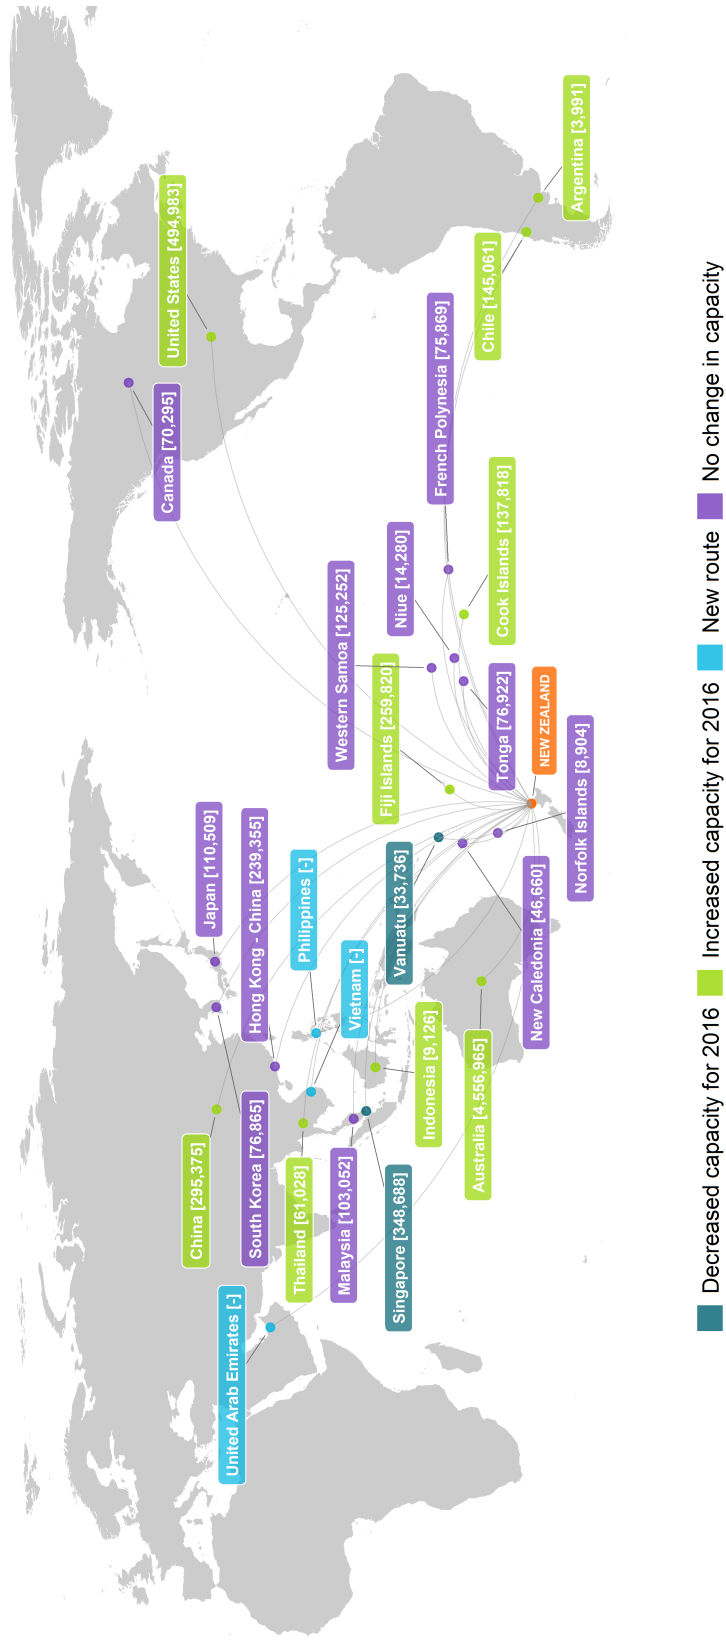 Canada [70,295]
United States [494,983]
Japan [110,509]
China [295,375]
United Arab Emirates [-]
South Korea [76,865]
Hong Kong - China [239,355]
Thailand [61,028]
Philippines [-]
Malaysia [103,052]
Vietnam [-]
Western Samoa [125,252]
Fiji Islands [259,820]
Niue [14,280]
French Polynesia [75,869]
Singapore [348,688]
Vanuatu [33,736]
Indonesia [9,126]
Chile [145,061]
Australia [4,556,965]
Tonga [76,922]
Cook Islands [137,818]
New Caledonia [46,660]
NEW ZEALAND
Argentina [3,991]
Norfolk Islands [8,904]
Decreased capacity for 2016
Increased capacity for 2016
New route
No change in capacity